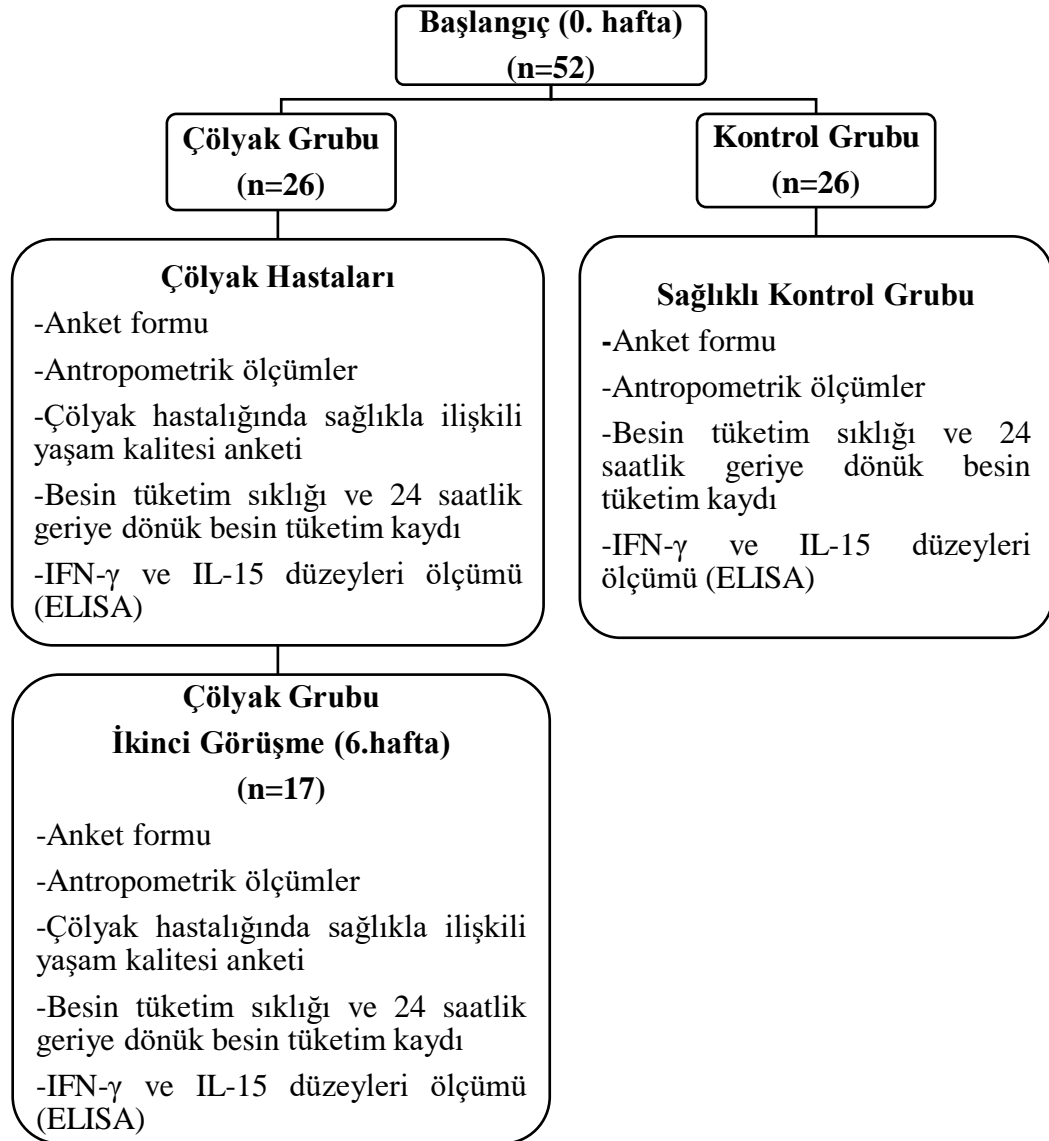 Başlangıç (0. hafta)
(n=52)
Çölyak Grubu
(n=26)
Kontrol Grubu
(n=26)
Çölyak Hastaları
-Anket formu
-Antropometrik ölçümler
-Çölyak hastalığında sağlıkla ilişkili
yaşam kalitesi anketi
-Besin tüketim sıklığı ve 24 saatlik
geriye dönük besin tüketim kaydı
-IFN-γ ve IL-15 düzeyleri ölçümü
(ELISA)
Sağlıklı Kontrol Grubu
-Anket formu
-Antropometrik ölçümler
-Besin tüketim sıklığı ve 24
saatlik geriye dönük besin
tüketim kaydı
-IFN-γ ve IL-15 düzeyleri
ölçümü (ELISA)
Çölyak Grubu
İkinci Görüşme (6.hafta)
(n=17)
-Anket formu
-Antropometrik ölçümler
-Çölyak hastalığında sağlıkla ilişkili
yaşam kalitesi anketi
-Besin tüketim sıklığı ve 24 saatlik
geriye dönük besin tüketim kaydı
-IFN-γ ve IL-15 düzeyleri ölçümü
(ELISA)